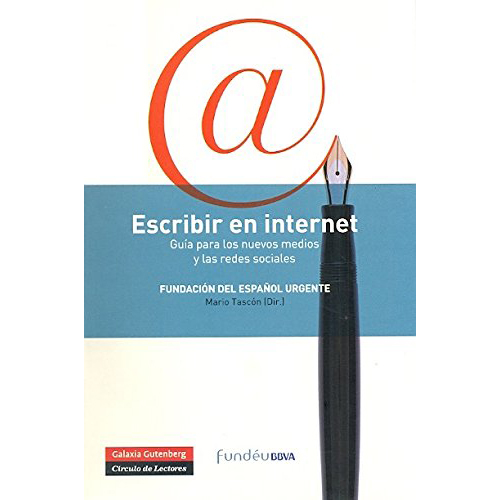 @
Escribir en internet
Guía para los nuevos medios
y las redes sociales
FUNDACIÓN DEL ESPAÑOL URGENTE
Mario Tascón (Dir.)
Galaxia Gutenberg
Círculo de Lectores
fundéu BBVA